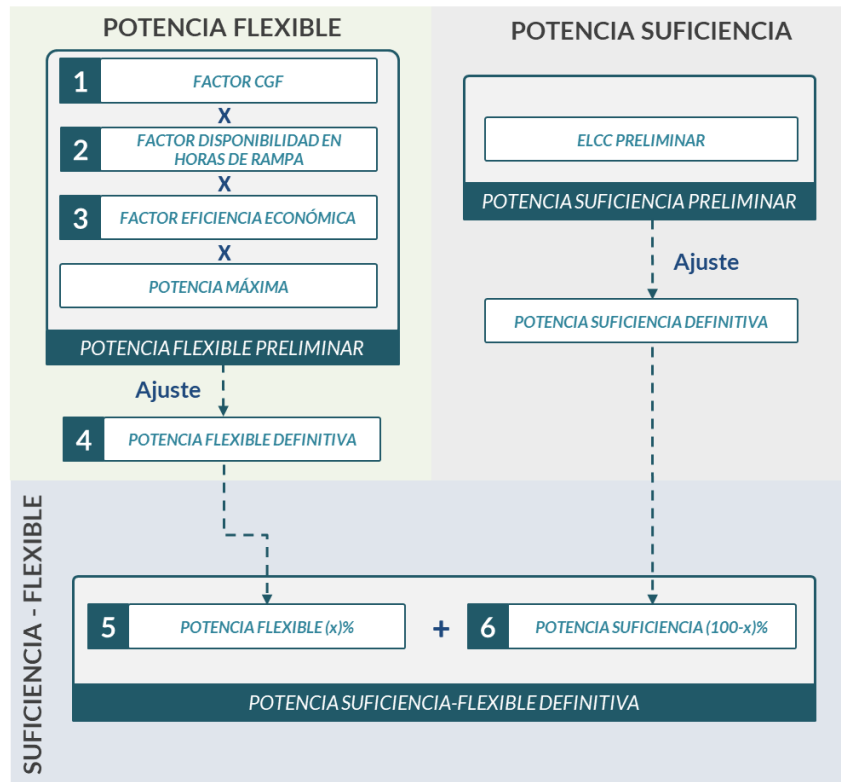 POTENCIA FLEXIBLE
1
FACTOR CGF
X
2
FACTOR DISPONIBILIDAD EN
HORAS DE RAMPA
X
3
FACTOR EFICIENCIA ECONÓMICA
X
POTENCIA MÁXIMA
POTENCIA FLEXIBLE PRELIMINAR
Ajuste
4
POTENCIA FLEXIBLE DEFINITIVA
POTENCIA SUFICIENCIA
ELCC PRELIMINAR
POTENCIA SUFICIENCIA PRELIMINAR
Ajuste
POTENCIA SUFICIENCIA DEFINITIVA
SUFICIENCIA - FLEXIBLE
5
POTENCIA FLEXIBLE (x)%
+
6
POTENCIA SUFICIENCIA (100-x)%
POTENCIA SUFICIENCIA-FLEXIBLE DEFINITIVA